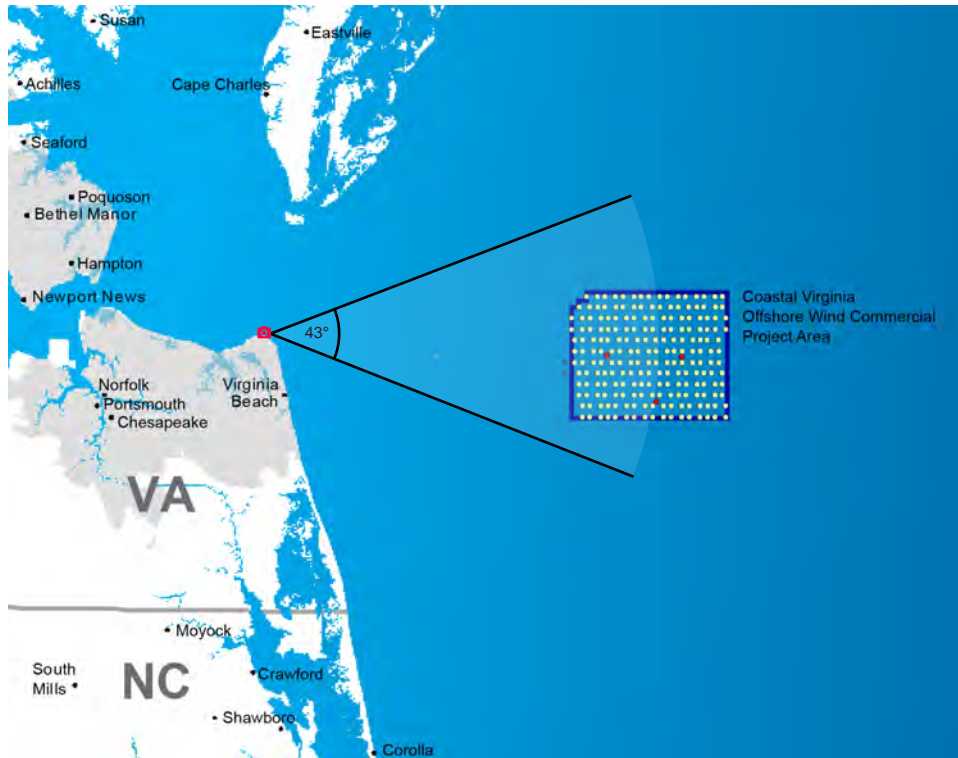 Susan
Eastville
Achilles
Cape Charles
Seaford
Poquoson
Bethel Manor
Hampton
Newport News
Coastal Virginia
Offshore Wind Commercial
Project Area
43°
Norfolk
Portsmouth
Chesapeake
Virginia
Beach
VA
Moyock
NC
South
Mills
Crawford
Shawboro
Corolla